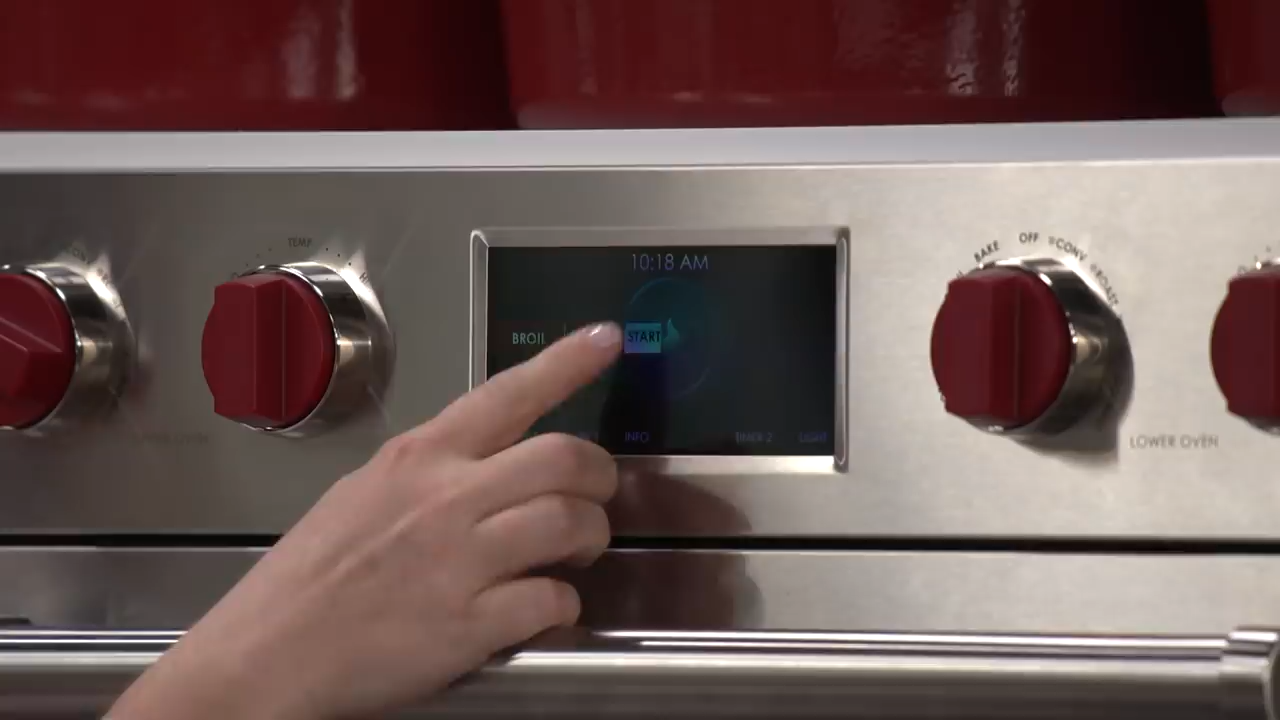 10:18 AM
TEMP
BAKE OFF CONV ROAST
BROIL START
INFO TIMER 2 LIGHT
LOWER OVEN